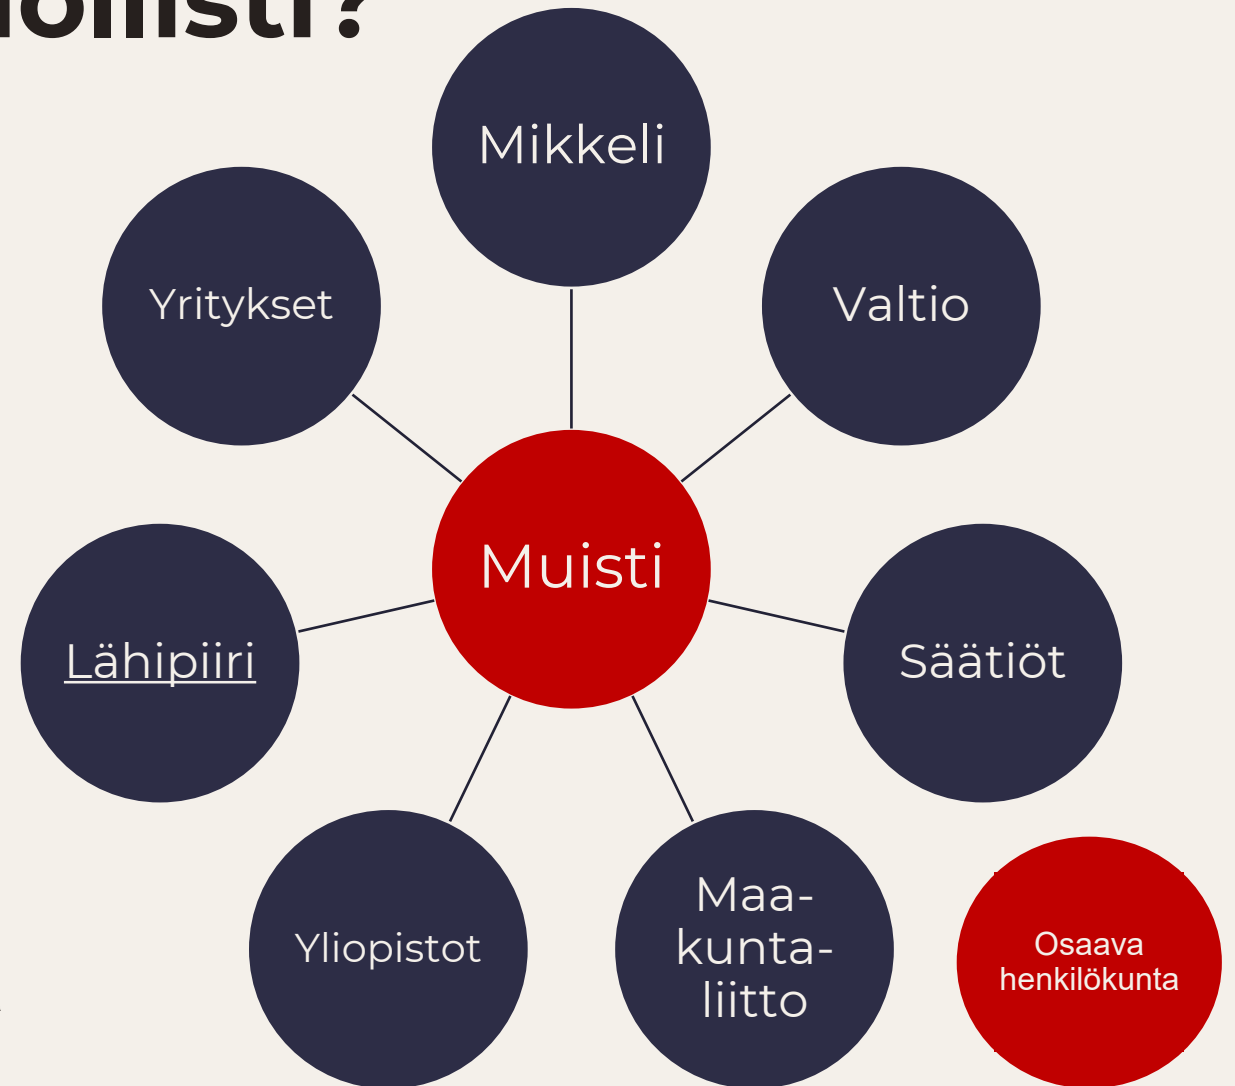 Mikkeli
Yritykset
Valtio
Muisti
Lähipiiri
Säätiöt
Maa-
kunta-
liitto
Yliopistot
Osaava
henkilökunta